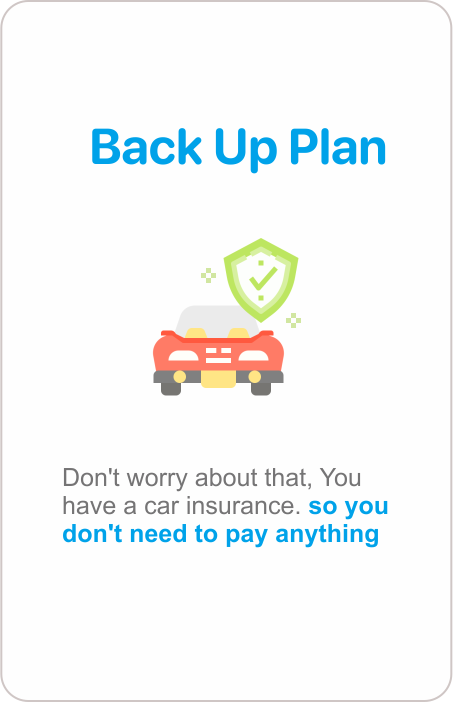 Back Up Plan
Don't worry about that, You
have a car insurance. so you
don't need to pay anything